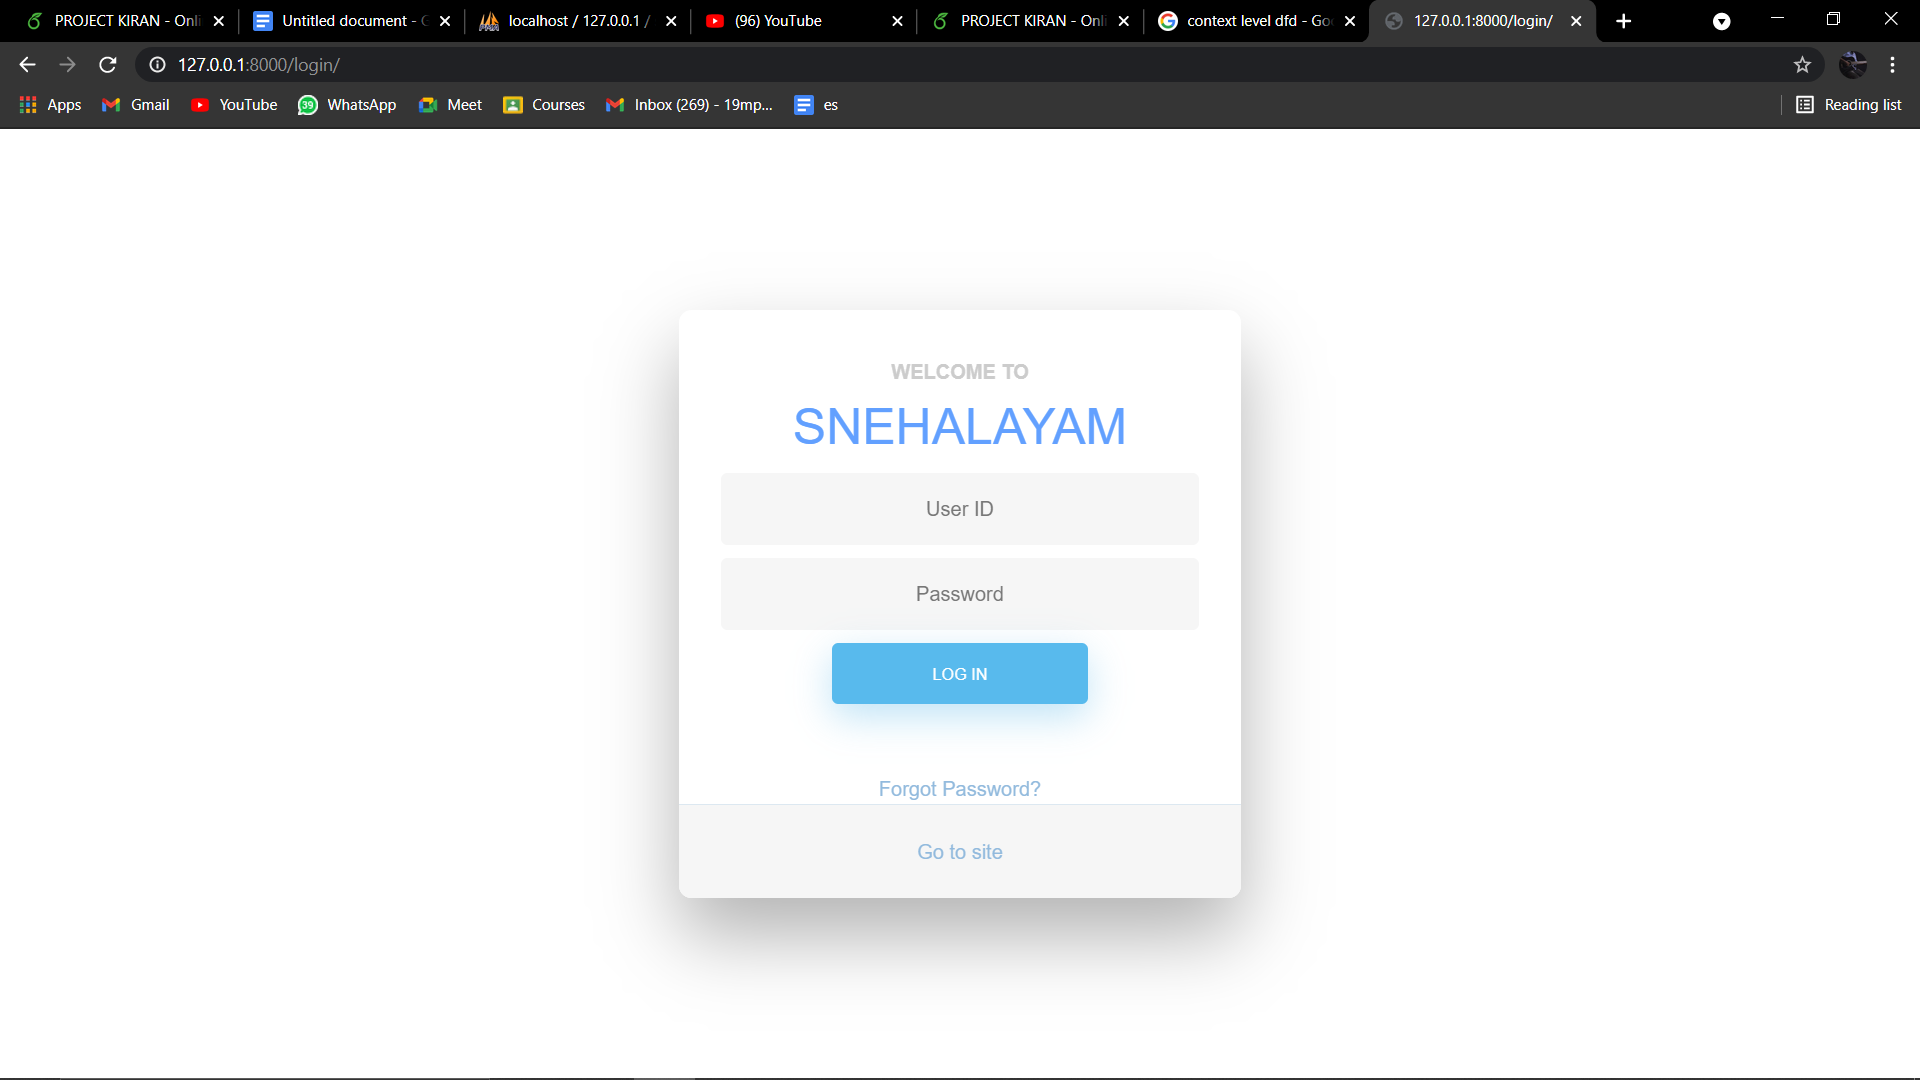 PROJECT KIRAN - Onli
Untitled document - G
localhost / 127.0.0.1 /
(96) YouTube
PROJECT KIRAN - Onli
context level dfd - Goo
127.0.0.1:8000/login/
127.0.0.1:8000/login/
Apps
Gmail
YouTube
39
WhatsApp
Meet
Courses
Inbox (269) - 19mp...
es
Reading list
WELCOME TO
SNEHALAYAM
User ID
Password
LOG IN
Forgot Password?
Go to site